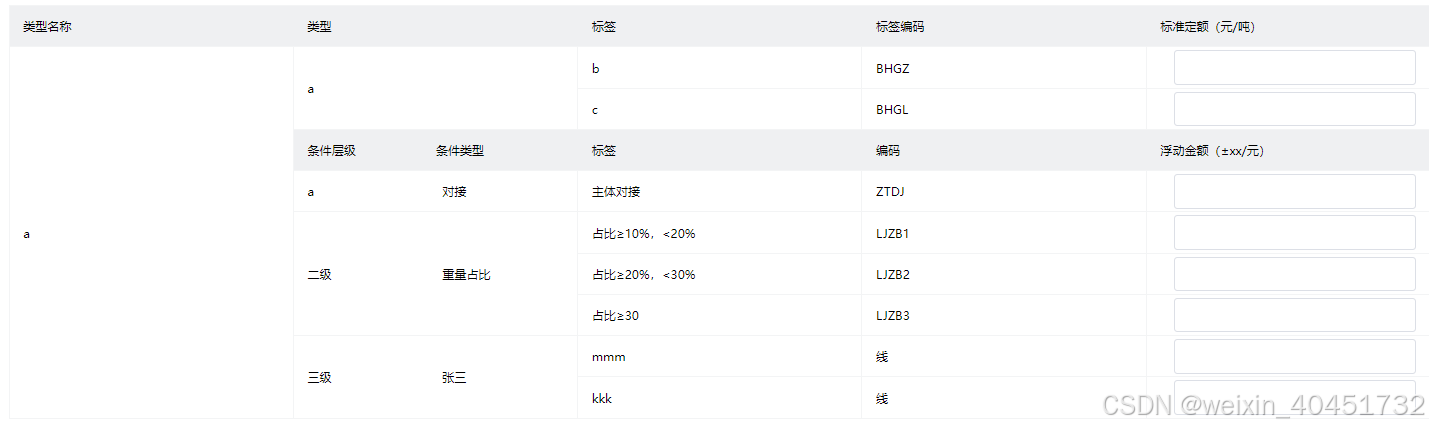 类型名称 类型 标签 标签编码 标准定额（元/吨）
b BHGZ
a
c BHGL
条件层级 条件类型 标签 编码 浮动金额（±xx/元）
a 对接 主体对接 ZTDJ
a 占比≥10%，<20% LJZB1
二级 重量占比 占比≥20%，<30% LJZB2
占比≥30 LJZB3
mmm 线
三级 张三
kkk 线
CSDN @weixin_40451732